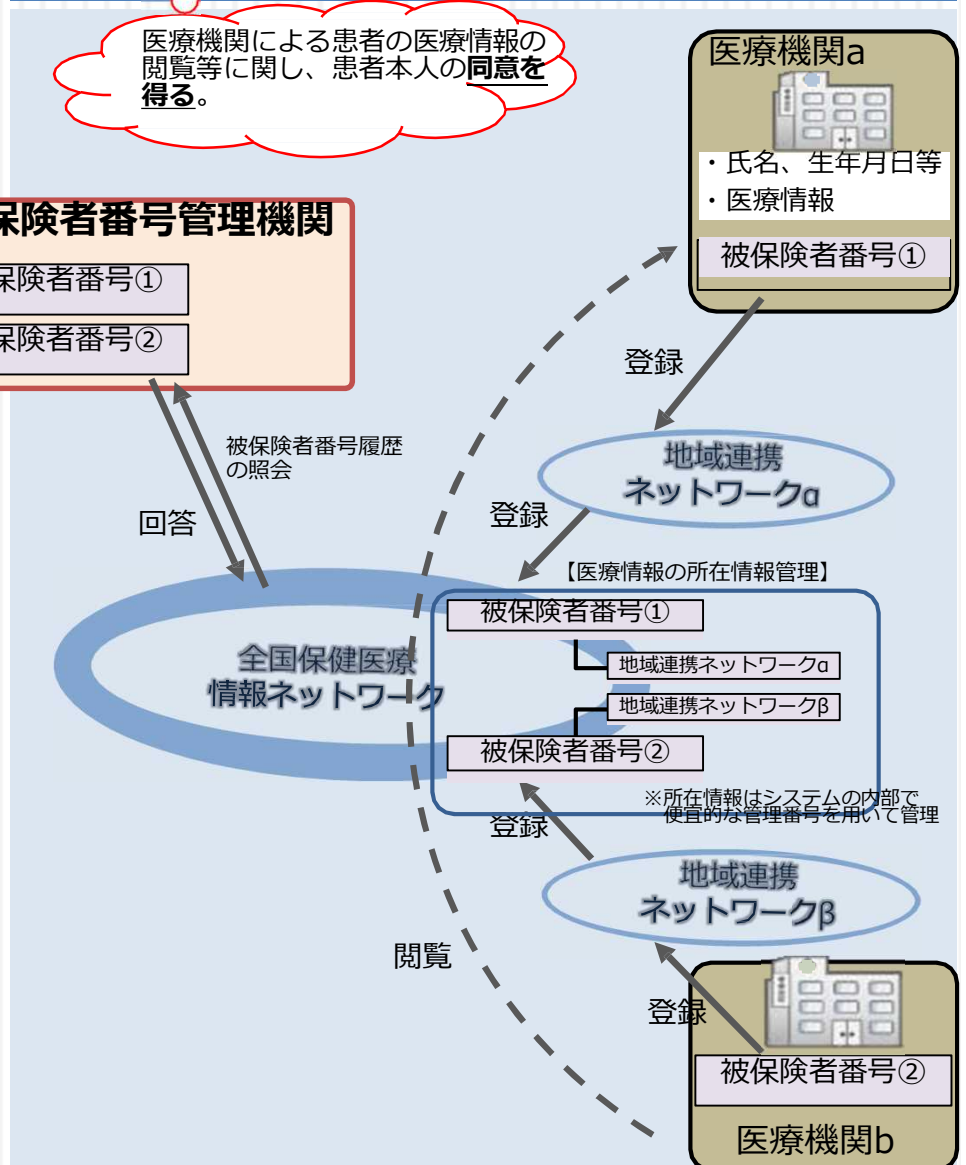 医療機関による患者の医療情報の
閲覧等に関し、患者本人の同意を
得る。
医療機関a
・氏名、生年月日等
・医療情報
被保険者番号①
保険者番号管理機関
保険者番号①
保険者番号②
登録
被保険者番号履歴
の照会
回答
地域連携
ネットワークα
登録
【医療情報の所在情報管理】
被保険者番号①
地域連携ネットワークα
地域連携ネットワークβ
被保険者番号②
全国保健医療
情報ネットワーク
※所在情報はシステムの内部で
便宜的な管理番号を用いて管理
登録
地域連携
ネットワークβ
閲覧
登録
被保険者番号②
医療機関b